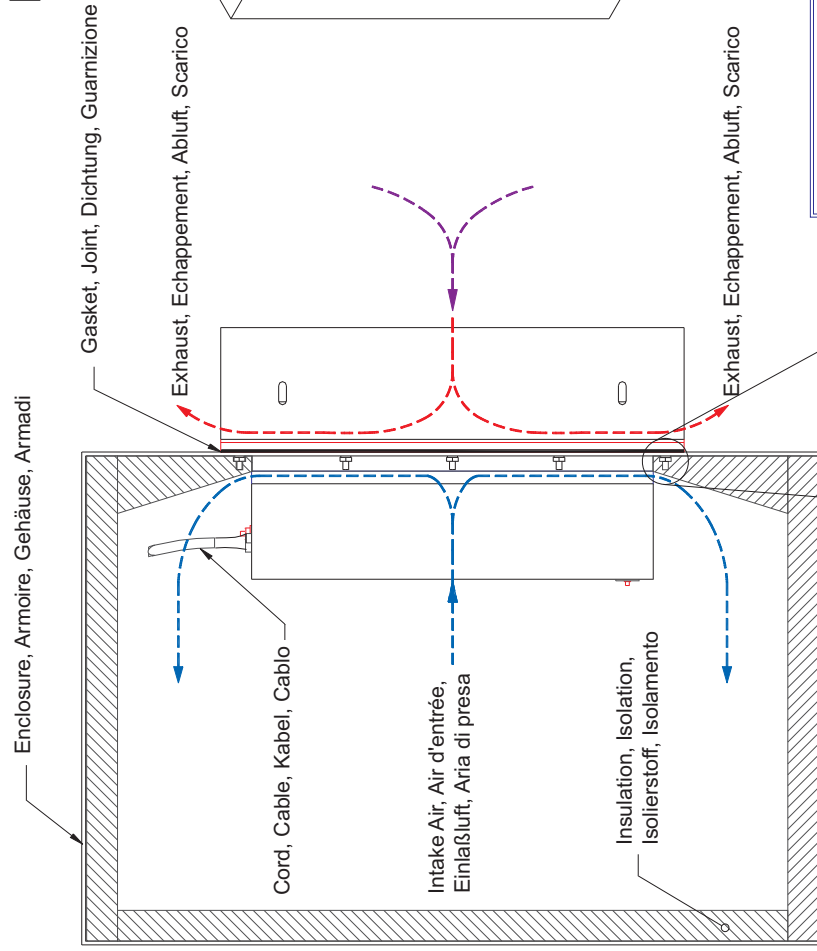 Enclosure, Armoire, Gehäuse, Armadi
Gasket, Joint, Dichtung, Guarnizione
Exhaust, Echappement, Abluft, Scarico
Exhaust, Echappement, Abluft, Scarico
Cord, Cable, Kabel, Cablo
Intake Air, Air d'entrée,
Einlaßluft, Aria di presa
Insulation, Isolation,
Isolierstoff, Isolamento